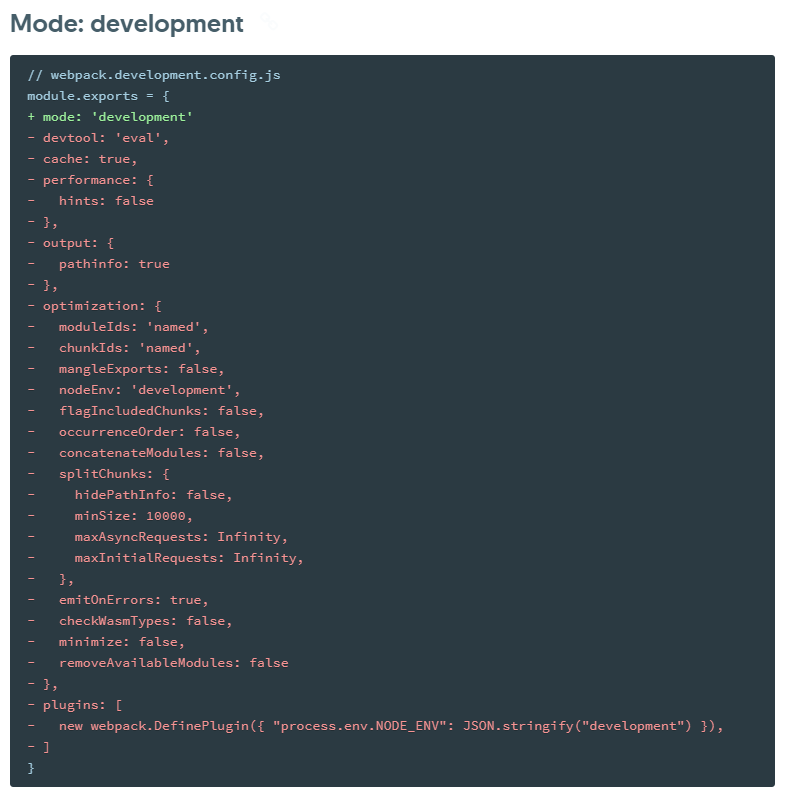 Mode: development
// webpack.development.config.js
module.exports = {
+ mode: 'development'
- devtool: 'eval',
- cache: true,
- performance: {
-   hints: false
- },
- output: {
-   pathinfo: true
- },
- optimization: {
-   moduleIds: 'named',
-   chunkIds: 'named',
-   mangleExports: false,
-   nodeEnv: 'development',
-   flagIncludedChunks: false,
-   occurrenceOrder: false,
-   concatenateModules: false,
-   splitChunks: {
-     hidePathInfo: false,
-     minSize: 10000,
-     maxAsyncRequests: Infinity,
-     maxInitialRequests: Infinity,
-   },
-   emitOnErrors: true,
-   checkWasmTypes: false,
-   minimize: false,
-   removeAvailableModules: false
- },
- plugins: [
-   new webpack.DefinePlugin({ "process.env.NODE_ENV": JSON.stringify("development") }),
- ]
}